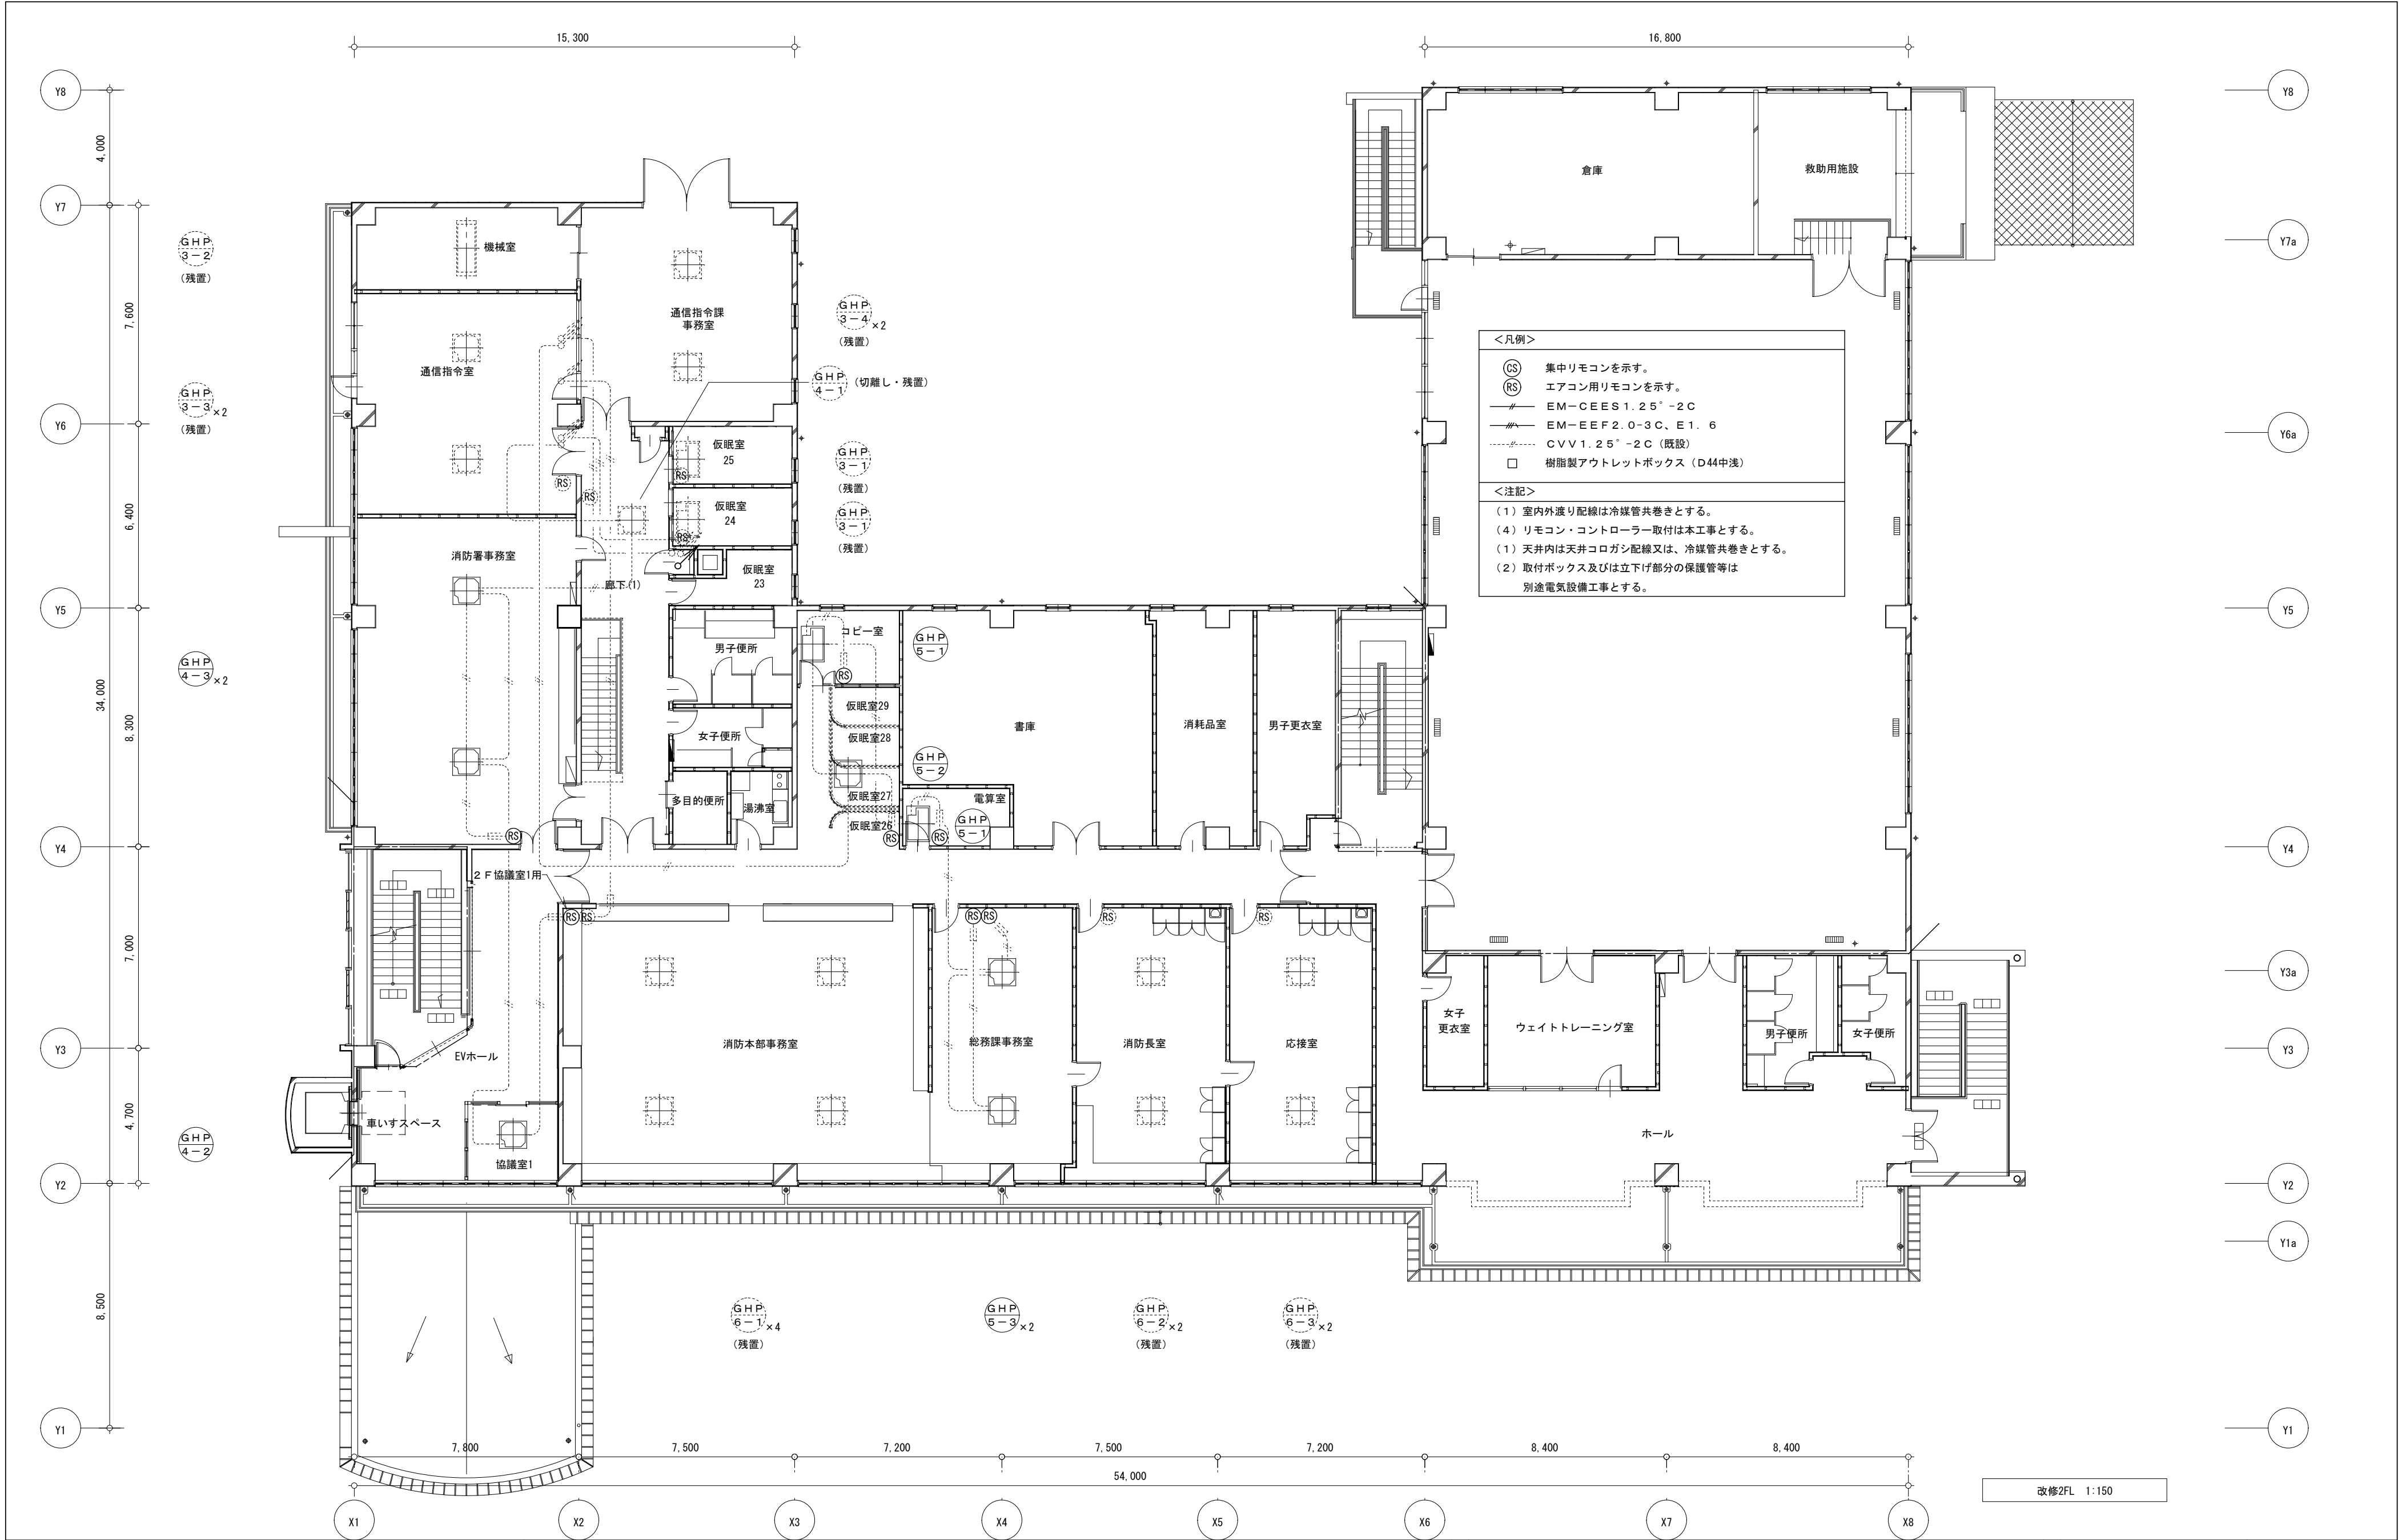 15,300
16,800
Y8
Y8
4,000
倉庫
救助用施設
Y7
GHP
3-2
(残置)
機械室
Y7a
7,600
通信指令課
事務室
GHP
3-4 ×2
(残置)
通信指令室
GHP
4-1
(切離し・残置)
GHP
3-3 ×2
(残置)
<凡例>
CS 集中リモコンを示す。
RS エアコン用リモコンを示す。
EM-CEES1.25°-2C
EM-EEF2.0-3C、E1.6
CVV1.25°-2C(既設)
樹脂製アウトレットボックス(D44中浅)
<注記>
(1)室内外渡り配線は冷媒管共巻きとする。
(4)リモコン・コントローラー取付は本工事とする。
(1)天井内は天井コロガシ配線又は、冷媒管共巻きとする。
(2)取付ボックス及びは立下げ部分の保護管等は
別途電気設備工事とする。
Y6
Y6a
仮眠室
25
RS
GHP
3-1
(残置)
RS
RS
6,400
仮眠室
24
RS
GHP
3-1
(残置)
消防署事務室
仮眠室
23
廊下(1)
Y5
Y5
34,000
8,300
GHP
4-3 ×2
男子便所
コピー室
RS
GHP
5-1
仮眠室29
女子便所
仮眠室28
書庫
消耗品室
男子更衣室
GHP
5-2
多目的便所
湯沸室
仮眠室27
電算室
仮眠室26
RS
RS
GHP
5-1
RS
Y4
Y4
2F協議室1用
RS
RS
RS
RS
RS
RS
7,000
Y3a
女子
更衣室
ウェイトトレーニング室
男子便所
女子便所
消防本部事務室
総務課事務室
消防長室
応接室
Y3
Y3
EVホール
4,700
車いすスペース
GHP
4-2
協議室1
ホール
Y2
Y2
Y1a
8,500
GHP
6-1 ×4
(残置)
GHP
5-3 ×2
GHP
6-2 ×2
(残置)
GHP
6-3 ×2
(残置)
Y1
Y1
7,800
7,500
7,200
7,500
7,200
8,400
8,400
54,000
改修2FL 1:150
X1
X2
X3
X4
X5
X6
X7
X8